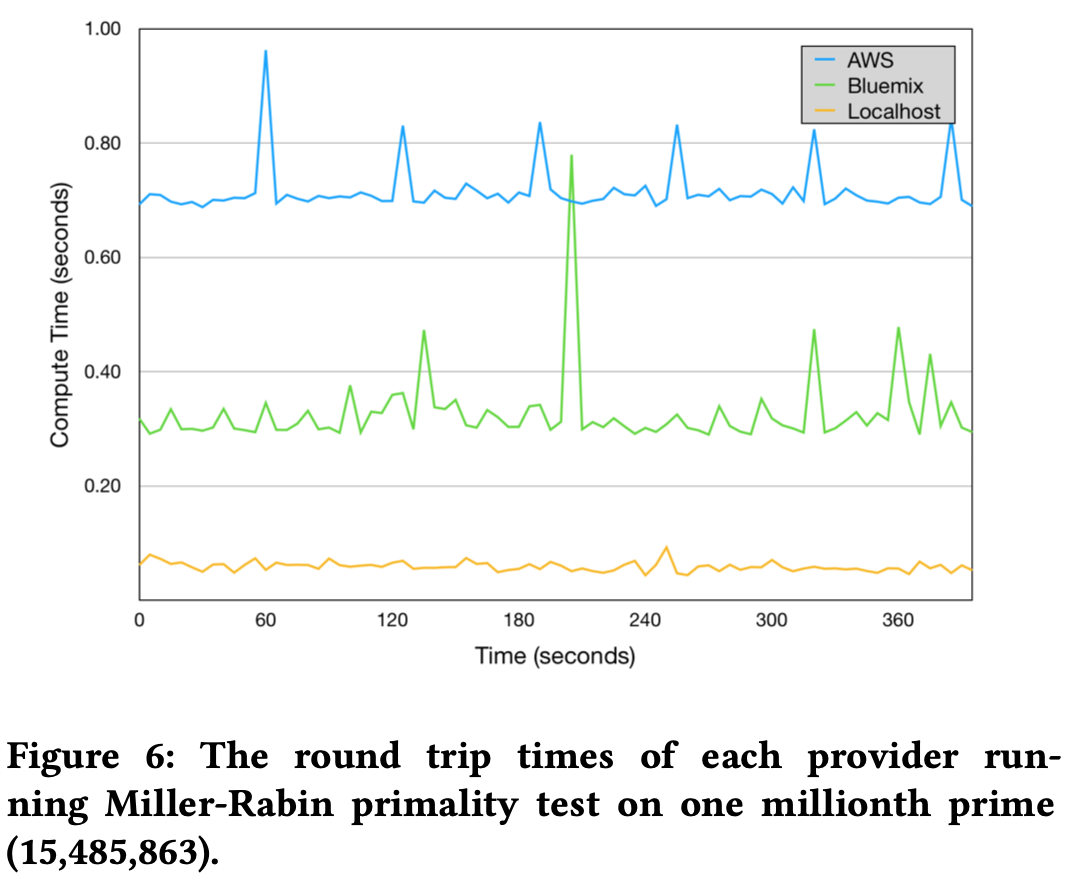 1.00
0.80
0.60
0.40
0.20
Compute Time (seconds)
AWS
Bluemix
Localhost
0 60 120 180 240 300 360
Time (seconds)
Figure 6: The round trip times of each provider run-
ning Miller-Rabin primality test on one millionth prime
(15,485,863).